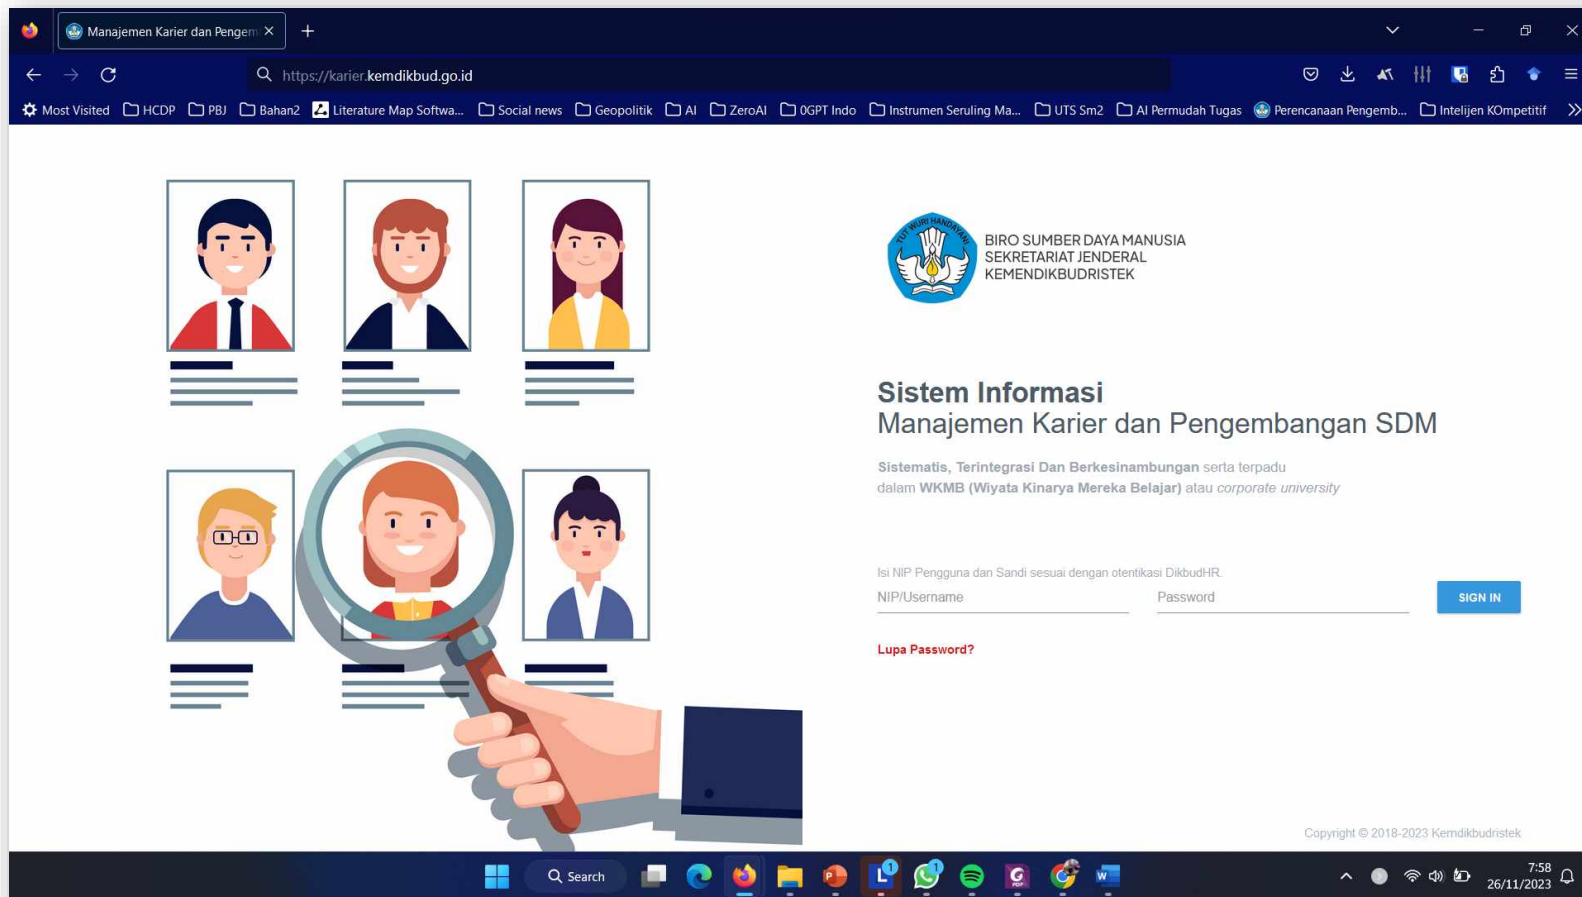 Manajemen Karier dan Pengem
https://karier.kemdikbud.go.id
Most Visited HCDP PBJ Bahan2 Literature Map Softwa... Social news Geopolitik AI ZeroAI 0GPT Indo Instrumen Seruling Ma... UTS Sm2 AI Permudah Tugas Perencanaan Pengemb... Intelijen KOmpetitif
TUT WURI HANDAYANI
BIRO SUMBER DAYA MANUSIA
SEKRETARIAT JENDERAL
KEMENDIKBUDRISTEK
Sistem Informasi
Manajemen Karier dan Pengembangan SDM
Sistematis, Terintegrasi Dan Berkesinambungan serta terpadu
dalam WKMB (Wiyata Kinarya Mereka Belajar) atau corporate university
Isi NIP Pengguna dan Sandi sesuai dengan otentikasi DikbudHR.
NIP/Username Password SIGN IN
Lupa Password?
Copyright © 2018-2023 Kemdikbudristek
Search
7:58
26/11/2023